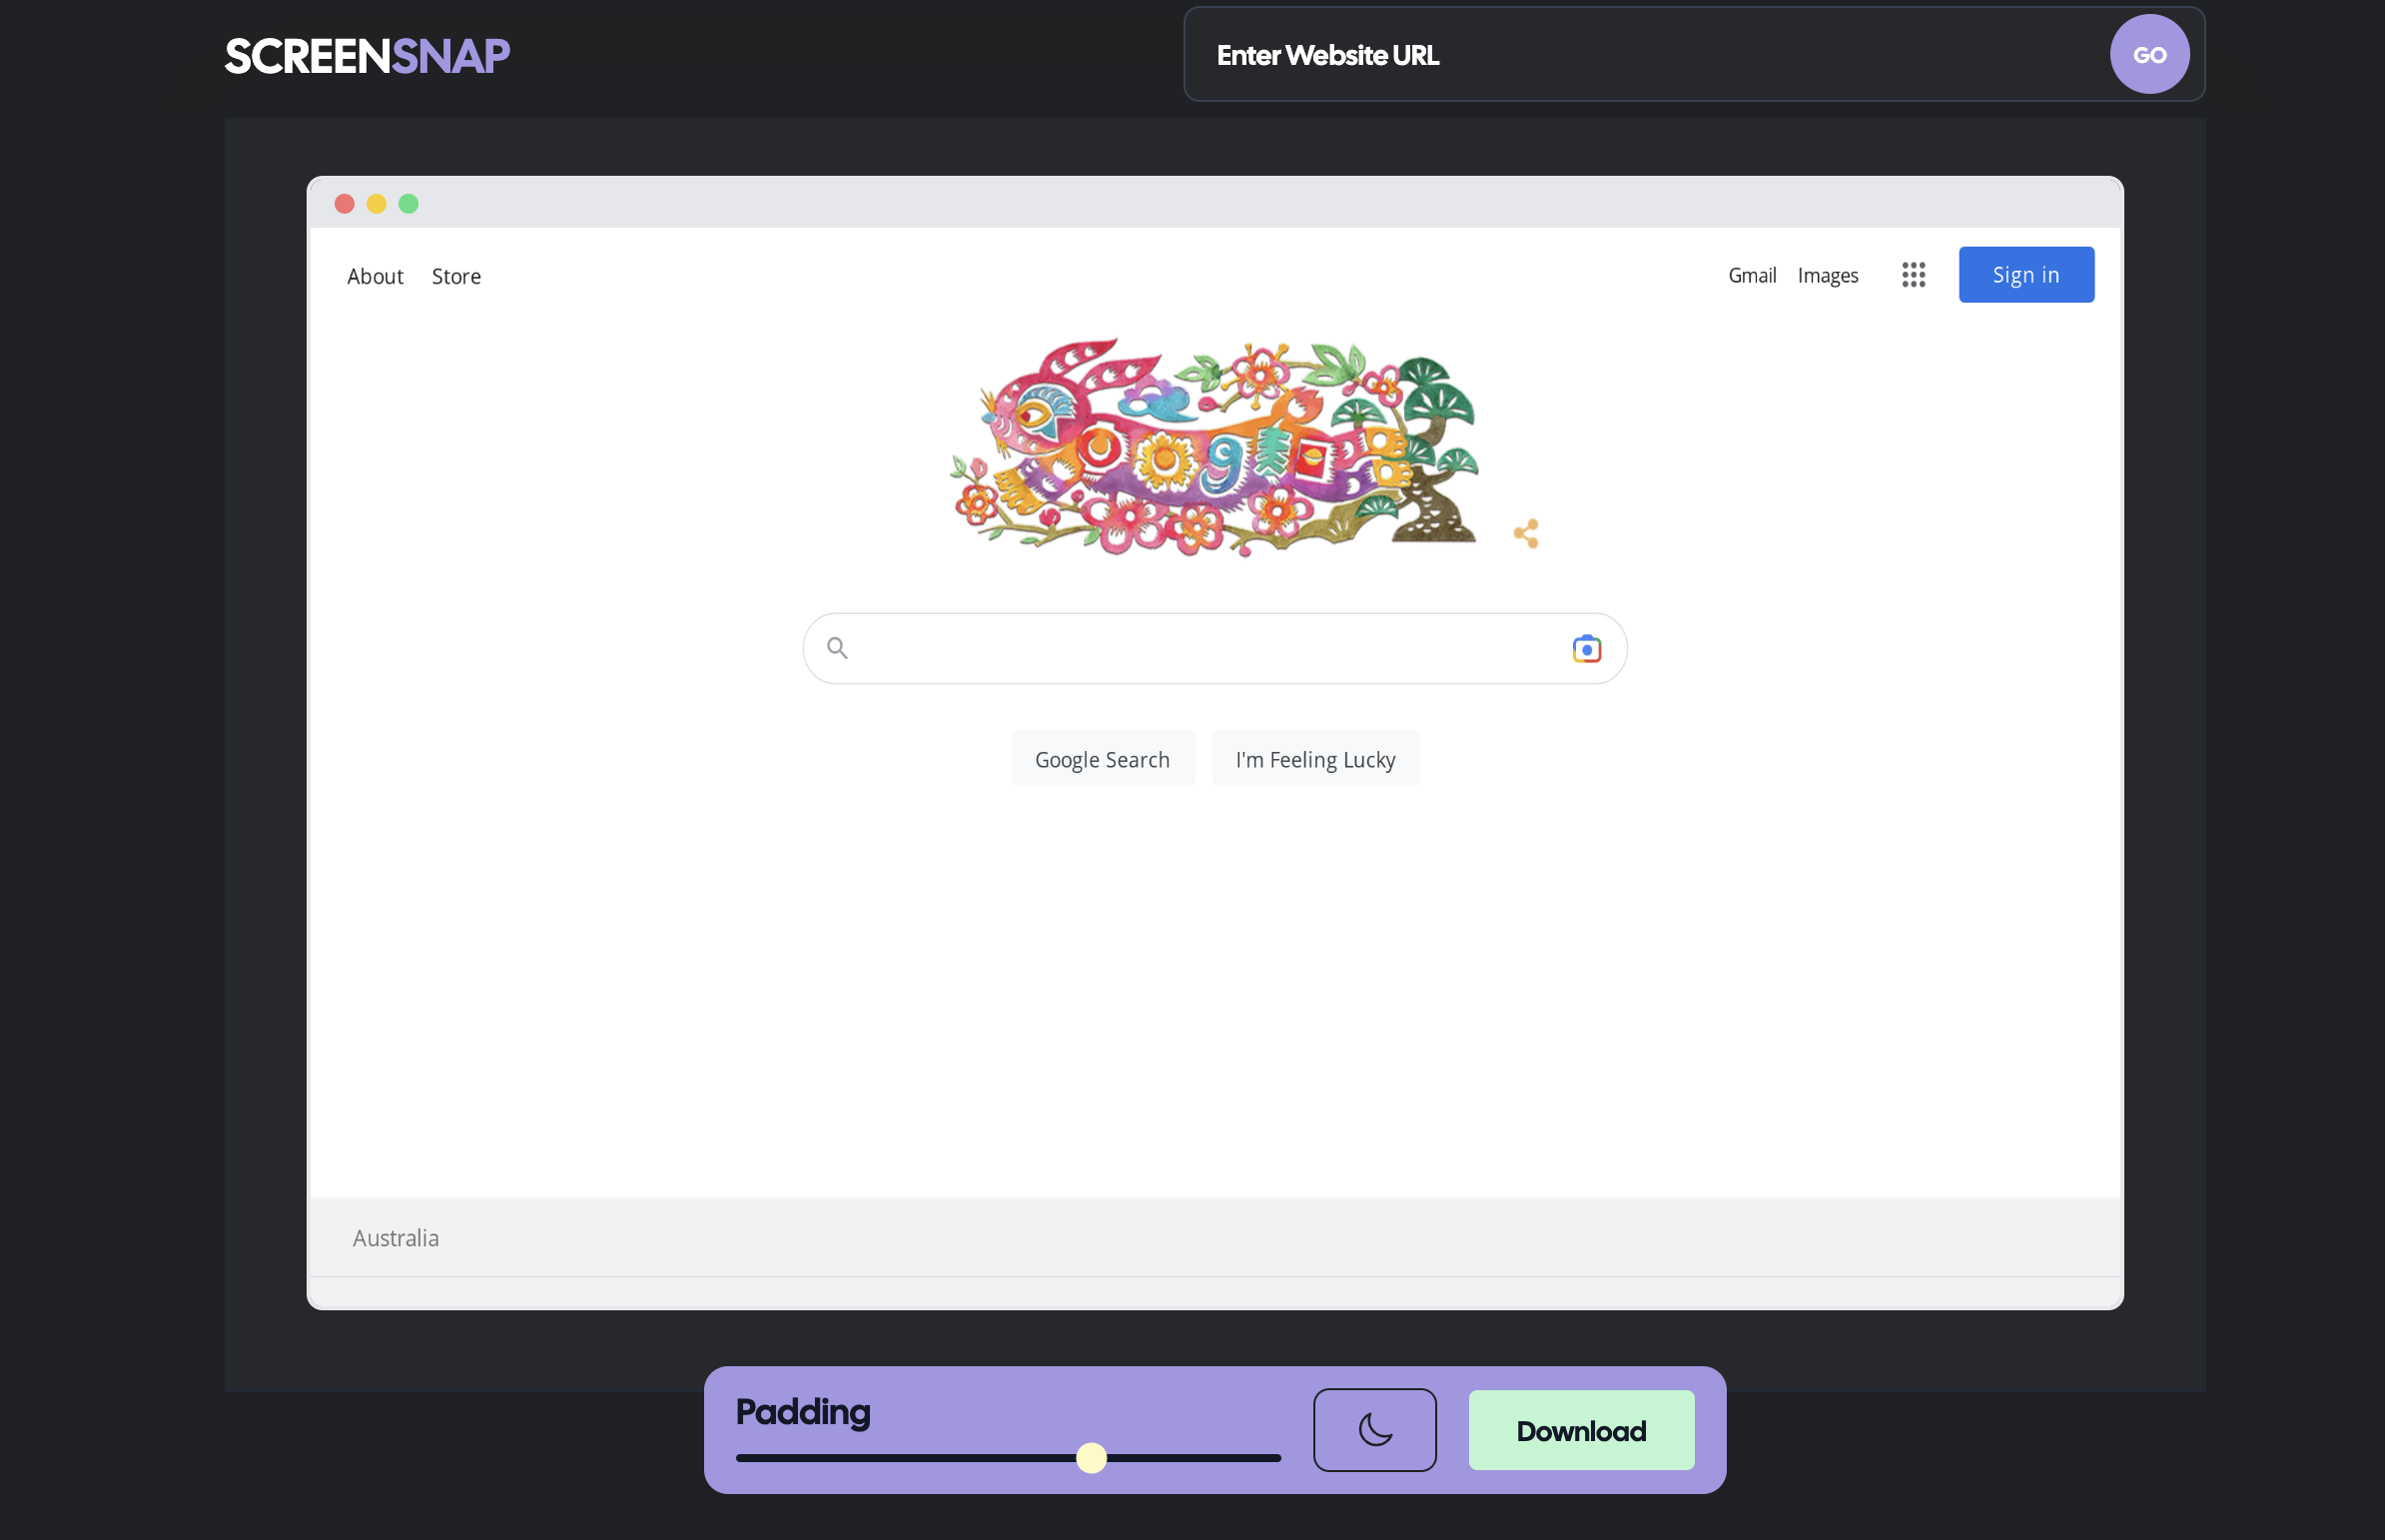 SCREENSNAP
Enter Website URL
GO
About Store
Gmail Images Sign in
Google Search I'm Feeling Lucky
Australia
Padding
Download